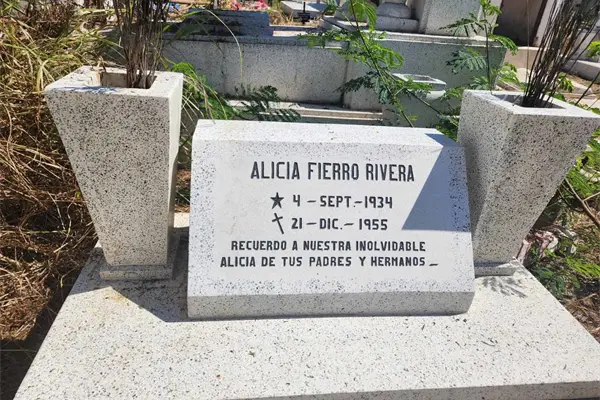 ALICIA FIERRO RIVERA
★ 4 - SEPT.- 1934
✝ 21 - DIC.- 1955
RECUERDO A NUESTRA INOLVIDABLE
ALICIA DE TUS PADRES Y HERMANOS _